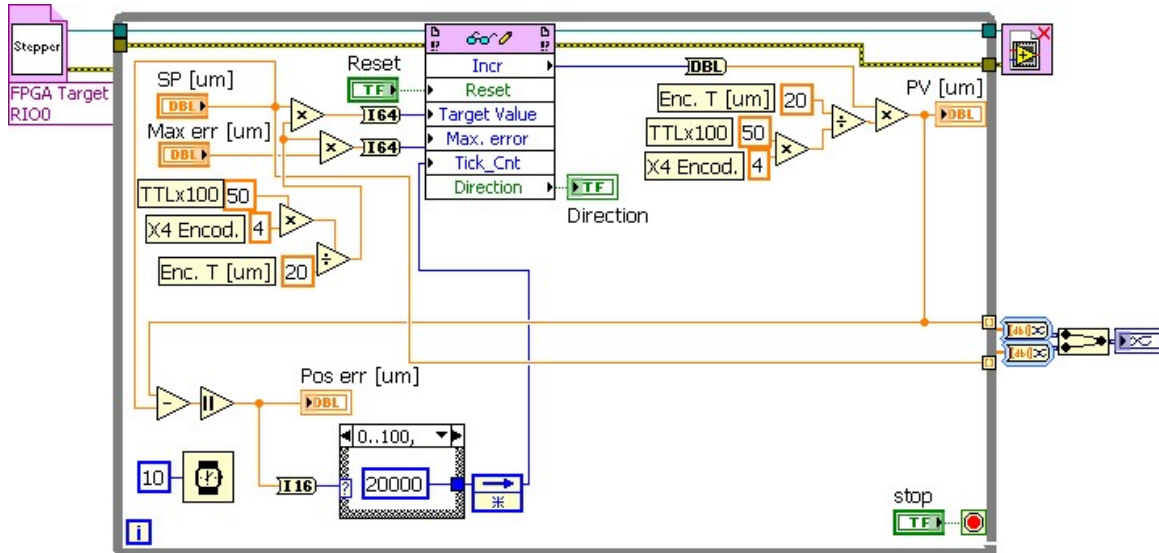 Stepper
FPGA Target
RIO0
SP [um]
DBL
Max err [um]
DBL
TTLx100 50
X4 Encod. 4
Enc. T [um] 20
Reset
TF
I64
I64
Incr
Reset
Target Value
Max. error
Tick_Cnt
Direction
TF
Direction
DBL
Enc. T [um] 20
TTLx100 50
X4 Encod. 4
PV [um]
DBL
[dbl]
[dbl]
Pos err [um]
DBL
0..100,
20000
I16
?
10
i
stop
TF